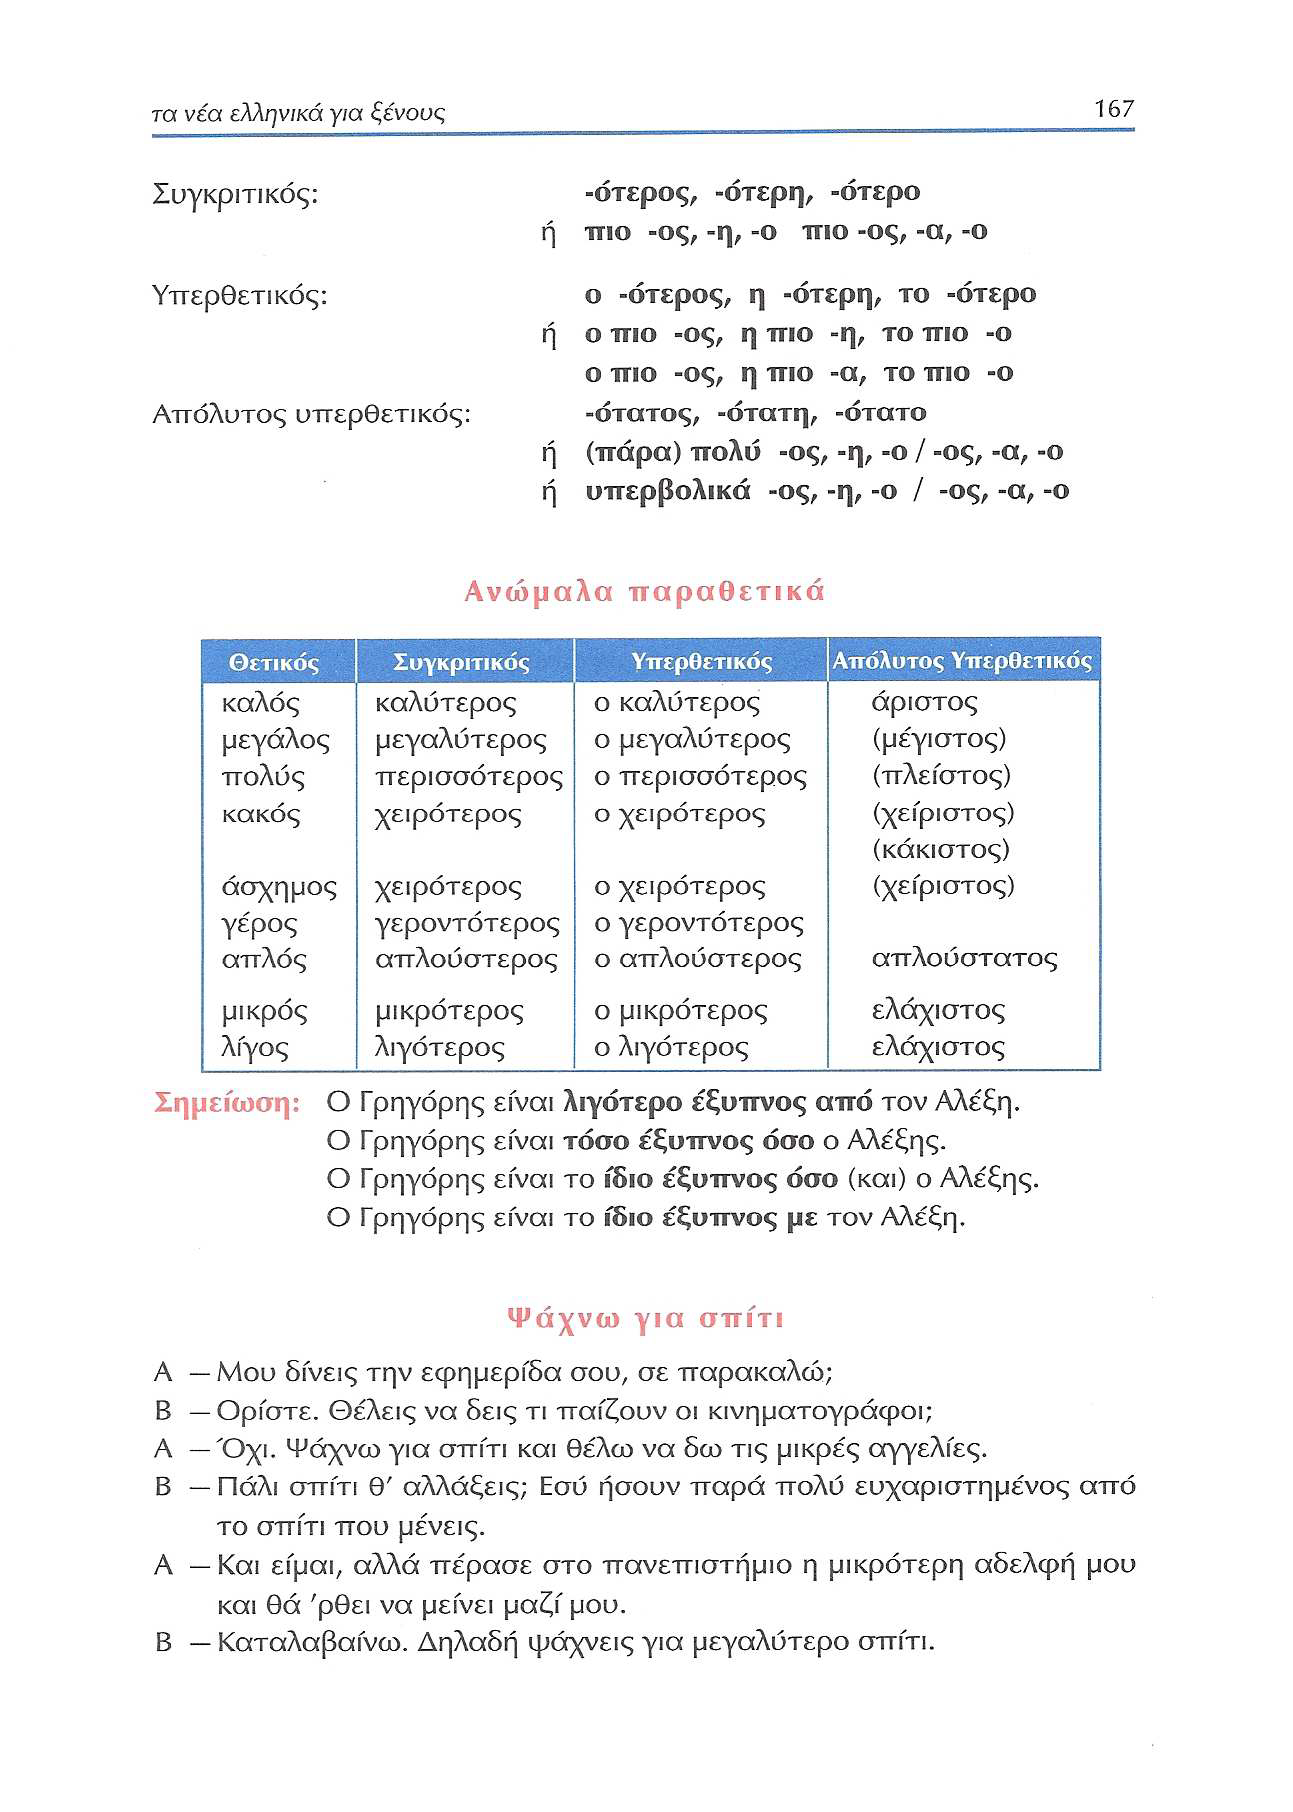 τα νέα ελληνικά για ξένους 167
Συγκριτικός: -ότερος, -ότερη, -ότερο
ή πιο -ος, -η, -ο πιο -ος, -α, -ο
Υπερθετικός: ο -ότερος, η -ότερη, το -ότερο
ή ο πιο -ος, η πιο -η, το πιο -ο
ο πιο -ος, η πιο -α, το πιο -ο
Απόλυτος υπερθετικός: -ότατος, -ότατη, -ότατο
ή (πάρα) πολύ -ος, -η, -ο / -ος, -α, -ο
ή υπερβολικά -ος, -η, -ο / -ος, -α, -ο
Ανώμαλα παραθετικά
Θετικός Συγκριτικός Υπερθετικός Απόλυτος Υπερθετικός
καλός καλύτερος ο καλύτερος άριστος
μεγάλος μεγαλύτερος ο μεγαλύτερος (μέγιστος)
πολύς περισσότερος ο περισσότερος (πλείστος)
κακός χειρότερος ο χειρότερος (χείριστος)
(κάκιστος)
άσχημος χειρότερος ο χειρότερος (χείριστος)
γέρος γεροντότερος ο γεροντότερος
απλός απλούστερος ο απλούστερος απλούστατος
μικρός μικρότερος ο μικρότερος ελάχιστος
λίγος λιγότερος ο λιγότερος ελάχιστος
Σημείωση: Ο Γρηγόρης είναι λιγότερο έξυπνος από τον Αλέξη.
Ο Γρηγόρης είναι τόσο έξυπνος όσο ο Αλέξης.
Ο Γρηγόρης είναι το ίδιο έξυπνος όσο (και) ο Αλέξης.
Ο Γρηγόρης είναι το ίδιο έξυπνος με τον Αλέξη.
Ψάχνω για σπίτι
Α – Μου δίνεις την εφημερίδα σου, σε παρακαλώ;
Β – Ορίστε. Θέλεις να δεις τι παίζουν οι κινηματογράφοι;
Α – Όχι. Ψάχνω για σπίτι και θέλω να δω τις μικρές αγγελίες.
Β – Πάλι σπίτι θ' αλλάξεις; Εσύ ήσουν παρά πολύ ευχαριστημένος από
το σπίτι που μένεις.
Α – Και είμαι, αλλά πέρασε στο πανεπιστήμιο η μικρότερη αδελφή μου
και θά 'ρθει να μείνει μαζί μου.
Β – Καταλαβαίνω. Δηλαδή ψάχνεις για μεγαλύτερο σπίτι.